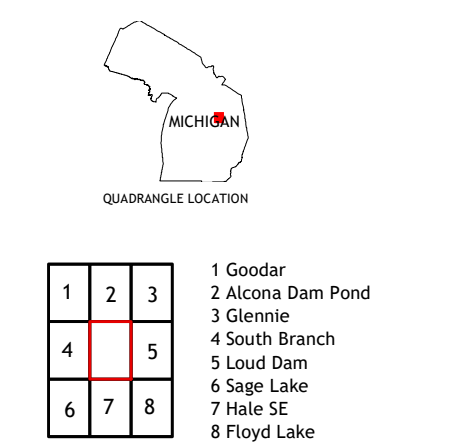 MICHIGAN
QUADRANGLE LOCATION
1 2 3
4 5
6 7 8
1 Goodar
2 Alcona Dam Pond
3 Glennie
4 South Branch
5 Loud Dam
6 Sage Lake
7 Hale SE
8 Floyd Lake